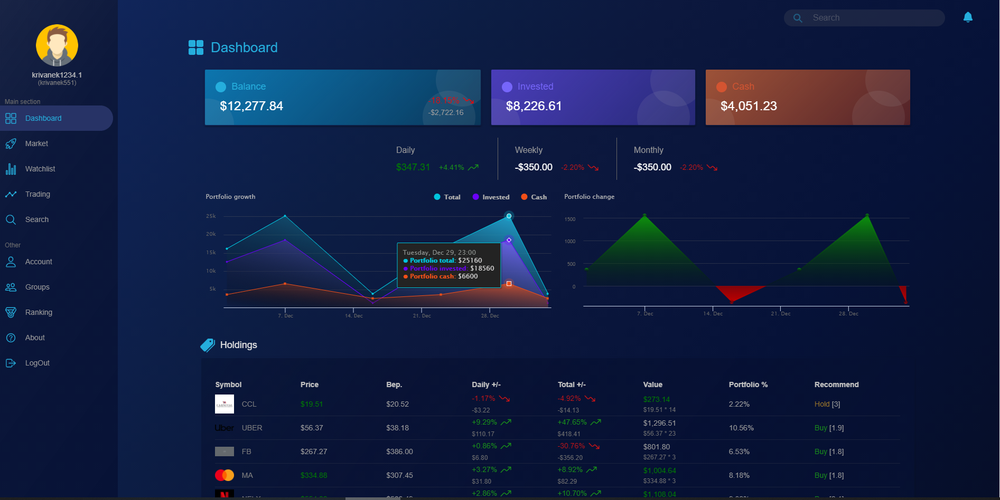 Search
krivanek1234.1
(krivanek551)
Main section
Dashboard
Market
Watchlist
Trading
Search
Other
Account
Groups
Ranking
About
LogOut
Dashboard
Balance
$12,277.84
-18.15%
-$2,722.16
Invested
$8,226.61
Cash
$4,051.23
Daily
$347.31 +4.41%
Weekly
-$350.00 -2.20%
Monthly
-$350.00 -2.20%
Portfolio growth
Total Invested Cash
25k
20k
15k
10k
5k
Tuesday, Dec 29, 23:00
Portfolio total: $25160
Portfolio invested: $18560
Portfolio cash: $6600
7. Dec 14. Dec 21. Dec 28. Dec
Portfolio change
1500
1000
500
0
7. Dec 14. Dec 21. Dec 28. Dec
Holdings
Symbol Price Bep. Daily +/- Total +/- Value Portfolio % Recommend
CARNIVAL CCL $19.51 $20.52 -1.17% -4.92% $273.14 2.22% Hold [3]
-$3.22 -$14.13 $19.51 * 14
Uber UBER $56.37 $38.18 +9.29% +47.65% $1,296.51 10.56% Buy [1.9]
$110.17 $418.41 $56.37 * 23
FB $267.27 $386.00 +0.86% -30.76% $801.80 6.53% Buy [1.8]
$6.80 -$356.20 $267.27 * 3
MA $334.88 $307.45 +3.27% +8.92% $1,004.64 8.18% Buy [1.8]
$31.80 $82.29 $334.88 * 3
+2.86% +10.70% $1,108.04